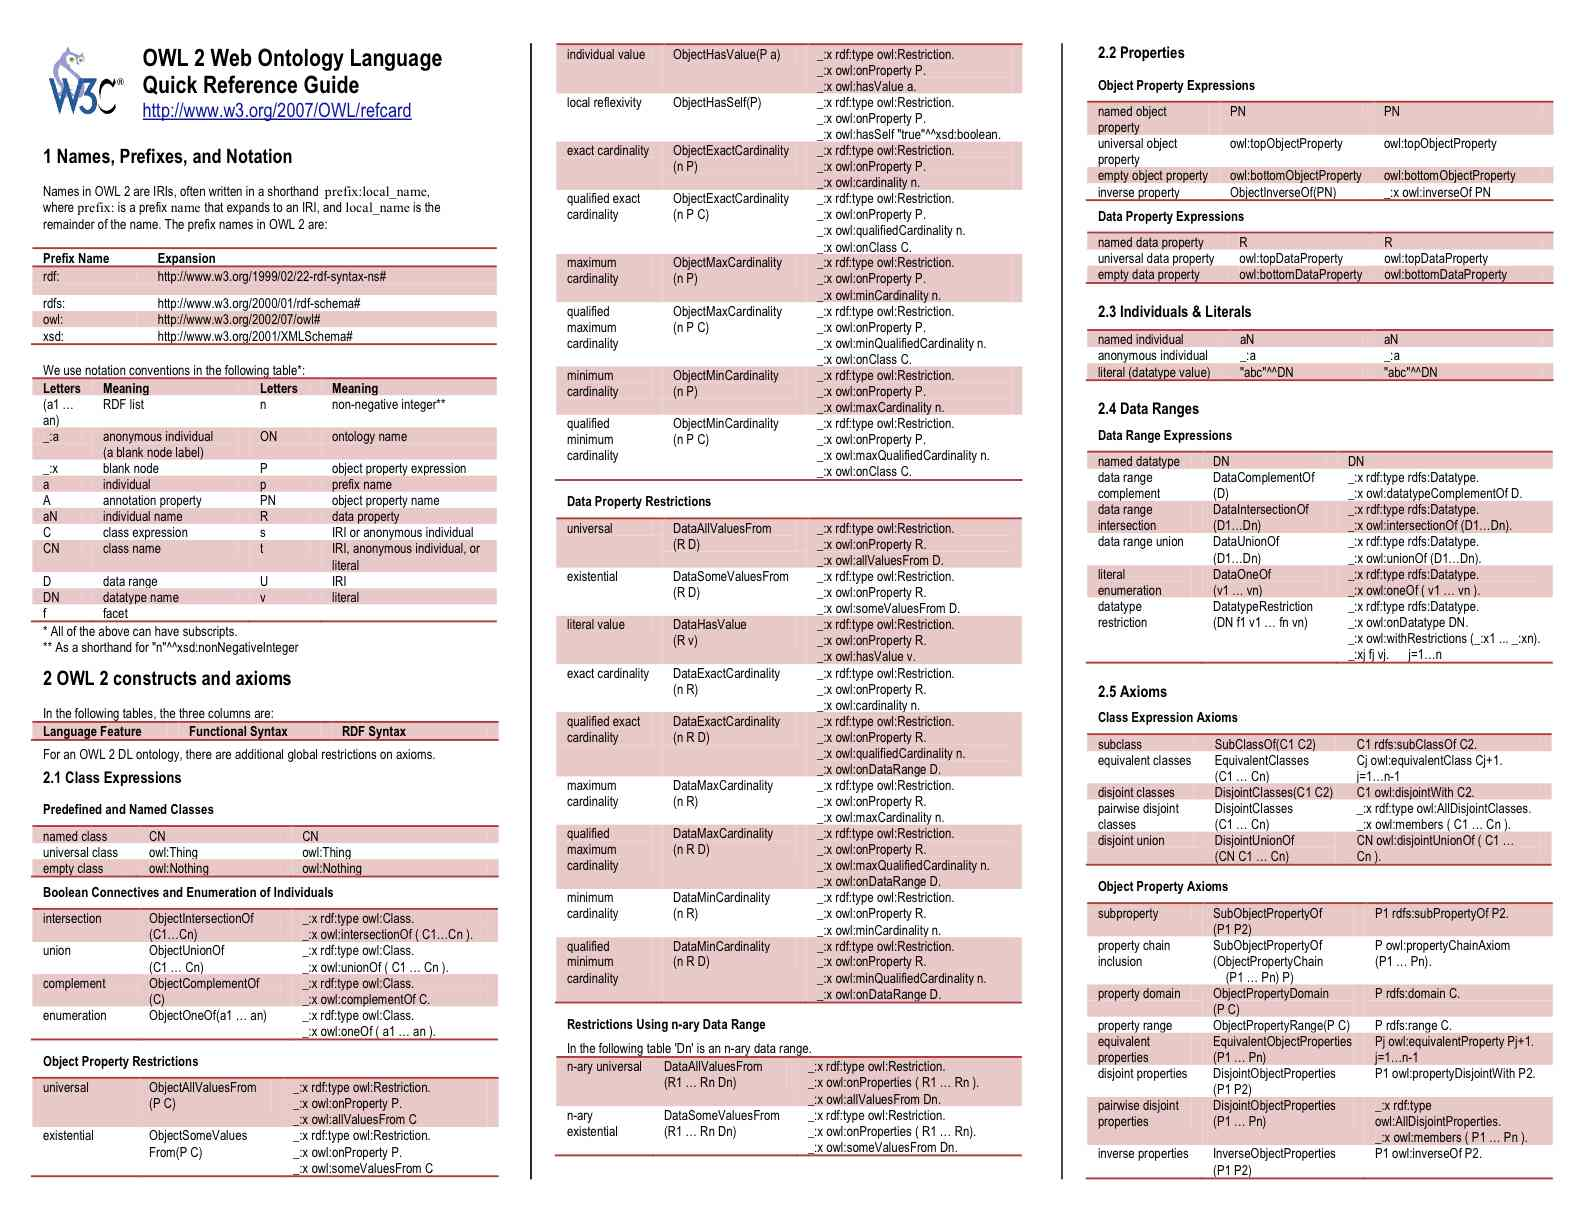 W3C®
OWL 2 Web Ontology Language
Quick Reference Guide
http://www.w3.org/2007/OWL/refcard
1 Names, Prefixes, and Notation
Names in OWL 2 are IRIs, often written in a shorthand prefix:local_name,
where prefix: is a prefix name that expands to an IRI, and local_name is the
remainder of the name. The prefix names in OWL 2 are:
Prefix Name Expansion
rdf: http://www.w3.org/1999/02/22-rdf-syntax-ns#
rdfs: http://www.w3.org/2000/01/rdf-schema#
owl: http://www.w3.org/2002/07/owl#
xsd: http://www.w3.org/2001/XMLSchema#
We use notation conventions in the following table*:
Letters Meaning Letters Meaning
(a1 … RDF list n non-negative integer**
an)
_:a anonymous individual ON ontology name
(a blank node label)
_:x blank node P object property expression
a individual p prefix name
A annotation property PN object property name
aN individual name R data property
C class expression s IRI or anonymous individual
CN class name t IRI, anonymous individual, or
literal
D data range U IRI
DN datatype name v literal
f facet
* All of the above can have subscripts.
** As a shorthand for "n"^^xsd:nonNegativeInteger
2 OWL 2 constructs and axioms
In the following tables, the three columns are:
Language Feature Functional Syntax RDF Syntax
For an OWL 2 DL ontology, there are additional global restrictions on axioms.
2.1 Class Expressions
Predefined and Named Classes
named class CN CN
universal class owl:Thing owl:Thing
empty class owl:Nothing owl:Nothing
Boolean Connectives and Enumeration of Individuals
intersection ObjectIntersectionOf _:x rdf:type owl:Class.
(C1…Cn) _:x owl:intersectionOf ( C1…Cn ).
union ObjectUnionOf _:x rdf:type owl:Class.
(C1 … Cn) _:x owl:unionOf ( C1 … Cn ).
complement ObjectComplementOf _:x rdf:type owl:Class.
(C) _:x owl:complementOf C.
enumeration ObjectOneOf(a1 … an) _:x rdf:type owl:Class.
_:x owl:oneOf ( a1 … an ).
Object Property Restrictions
universal ObjectAllValuesFrom _:x rdf:type owl:Restriction.
(P C) _:x owl:onProperty P.
_:x owl:allValuesFrom C
existential ObjectSomeValues _:x rdf:type owl:Restriction.
From(P C) _:x owl:onProperty P.
_:x owl:someValuesFrom C
individual value ObjectHasValue(P a) _:x rdf:type owl:Restriction.
_:x owl:onProperty P.
_:x owl:hasValue a.
local reflexivity ObjectHasSelf(P) _:x rdf:type owl:Restriction.
_:x owl:onProperty P.
_:x owl:hasSelf "true"^^xsd:boolean.
exact cardinality ObjectExactCardinality _:x rdf:type owl:Restriction.
(n P) _:x owl:onProperty P.
_:x owl:cardinality n.
qualified exact ObjectExactCardinality _:x rdf:type owl:Restriction.
cardinality (n P C) _:x owl:onProperty P.
_:x owl:qualifiedCardinality n.
_:x owl:onClass C.
maximum ObjectMaxCardinality _:x rdf:type owl:Restriction.
cardinality (n P) _:x owl:onProperty P.
_:x owl:minCardinality n.
qualified ObjectMaxCardinality _:x rdf:type owl:Restriction.
maximum (n P C) _:x owl:onProperty P.
cardinality _:x owl:minQualifiedCardinality n.
_:x owl:onClass C.
minimum ObjectMinCardinality _:x rdf:type owl:Restriction.
cardinality (n P) _:x owl:onProperty P.
_:x owl:maxCardinality n.
qualified ObjectMinCardinality _:x rdf:type owl:Restriction.
minimum (n P C) _:x owl:onProperty P.
cardinality _:x owl:maxQualifiedCardinality n.
_:x owl:onClass C.
Data Property Restrictions
universal DataAllValuesFrom _:x rdf:type owl:Restriction.
(R D) _:x owl:onProperty R.
_:x owl:allValuesFrom D.
existential DataSomeValuesFrom _:x rdf:type owl:Restriction.
(R D) _:x owl:onProperty R.
_:x owl:someValuesFrom D.
literal value DataHasValue _:x rdf:type owl:Restriction.
(R v) _:x owl:onProperty R.
_:x owl:hasValue v.
exact cardinality DataExactCardinality _:x rdf:type owl:Restriction.
(n R) _:x owl:onProperty R.
_:x owl:cardinality n.
qualified exact DataExactCardinality _:x rdf:type owl:Restriction.
cardinality (n R D) _:x owl:onProperty R.
_:x owl:qualifiedCardinality n.
_:x owl:onDataRange D.
maximum DataMaxCardinality _:x rdf:type owl:Restriction.
cardinality (n R) _:x owl:onProperty R.
_:x owl:maxCardinality n.
qualified DataMaxCardinality _:x rdf:type owl:Restriction.
maximum (n R D) _:x owl:onProperty R.
cardinality _:x owl:maxQualifiedCardinality n.
_:x owl:onDataRange D.
minimum DataMinCardinality _:x rdf:type owl:Restriction.
cardinality (n R) _:x owl:onProperty R.
_:x owl:minCardinality n.
qualified DataMinCardinality _:x rdf:type owl:Restriction.
minimum (n R D) _:x owl:onProperty R.
cardinality _:x owl:minQualifiedCardinality n.
_:x owl:onDataRange D.
Restrictions Using n-ary Data Range
In the following table 'Dn' is an n-ary data range.
n-ary universal DataAllValuesFrom _:x rdf:type owl:Restriction.
(R1 … Rn Dn) _:x owl:onProperties ( R1 … Rn ).
_:x owl:allValuesFrom Dn.
n-ary DataSomeValuesFrom _:x rdf:type owl:Restriction.
existential (R1 … Rn Dn) _:x owl:onProperties ( R1 … Rn).
_:x owl:someValuesFrom Dn.
2.2 Properties
Object Property Expressions
named object PN PN
property
universal object owl:topObjectProperty owl:topObjectProperty
property
empty object property owl:bottomObjectProperty owl:bottomObjectProperty
inverse property ObjectInverseOf(PN) _:x owl:inverseOf PN
Data Property Expressions
named data property R R
universal data property owl:topDataProperty owl:topDataProperty
empty data property owl:bottomDataProperty owl:bottomDataProperty
2.3 Individuals & Literals
named individual aN aN
anonymous individual _:a _:a
literal (datatype value) "abc"^^DN "abc"^^DN
2.4 Data Ranges
Data Range Expressions
named datatype DN DN
data range DataComplementOf _:x rdf:type rdfs:Datatype.
complement (D) _:x owl:datatypeComplementOf D.
data range DataIntersectionOf _:x rdf:type rdfs:Datatype.
intersection (D1…Dn) _:x owl:intersectionOf (D1…Dn).
data range union DataUnionOf _:x rdf:type rdfs:Datatype.
(D1…Dn) _:x owl:unionOf (D1…Dn).
literal DataOneOf _:x rdf:type rdfs:Datatype.
enumeration (v1 … vn) _:x owl:oneOf ( v1 … vn ).
datatype DatatypeRestriction _:x rdf:type rdfs:Datatype.
restriction (DN f1 v1 … fn vn) _:x owl:onDatatype DN.
_:x owl:withRestrictions (_:x1 ... _:xn).
_:xj fj vj. j=1…n
2.5 Axioms
Class Expression Axioms
subclass SubClassOf(C1 C2) C1 rdfs:subClassOf C2.
equivalent classes EquivalentClasses Cj owl:equivalentClass Cj+1.
(C1 … Cn) j=1…n-1
disjoint classes DisjointClasses(C1 C2) C1 owl:disjointWith C2.
pairwise disjoint DisjointClasses _:x rdf:type owl:AllDisjointClasses.
classes (C1 … Cn) _:x owl:members ( C1 … Cn ).
disjoint union DisjointUnionOf CN owl:disjointUnionOf ( C1 …
(CN C1 … Cn) Cn ).
Object Property Axioms
subproperty SubObjectPropertyOf P1 rdfs:subPropertyOf P2.
(P1 P2)
property chain SubObjectPropertyOf P owl:propertyChainAxiom
inclusion (ObjectPropertyChain (P1 … Pn).
(P1 … Pn) P)
property domain ObjectPropertyDomain P rdfs:domain C.
(P C)
property range ObjectPropertyRange(P C) P rdfs:range C.
equivalent EquivalentObjectProperties Pj owl:equivalentProperty Pj+1.
properties (P1 … Pn) j=1…n-1
disjoint properties DisjointObjectProperties P1 owl:propertyDisjointWith P2.
(P1 P2)
pairwise disjoint DisjointObjectProperties _:x rdf:type
properties (P1 … Pn) owl:AllDisjointProperties.
_:x owl:members ( P1 … Pn ).
inverse properties InverseObjectProperties P1 owl:inverseOf P2.
(P1 P2)